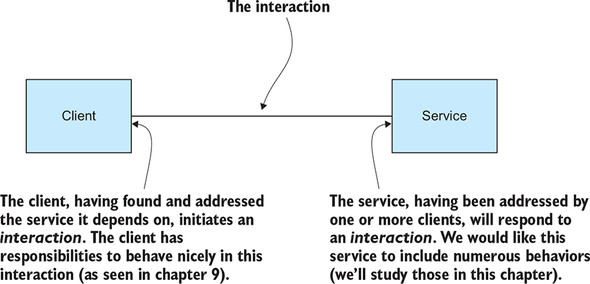 The interaction
Client
Service
The client, having found and addressed
the service it depends on, initiates an
interaction. The client has
responsibilities to behave nicely in this
interaction (as seen in chapter 9).
The service, having been addressed by
one or more clients, will respond to
an interaction. We would like this
service to include numerous behaviors
(we’ll study those in this chapter).